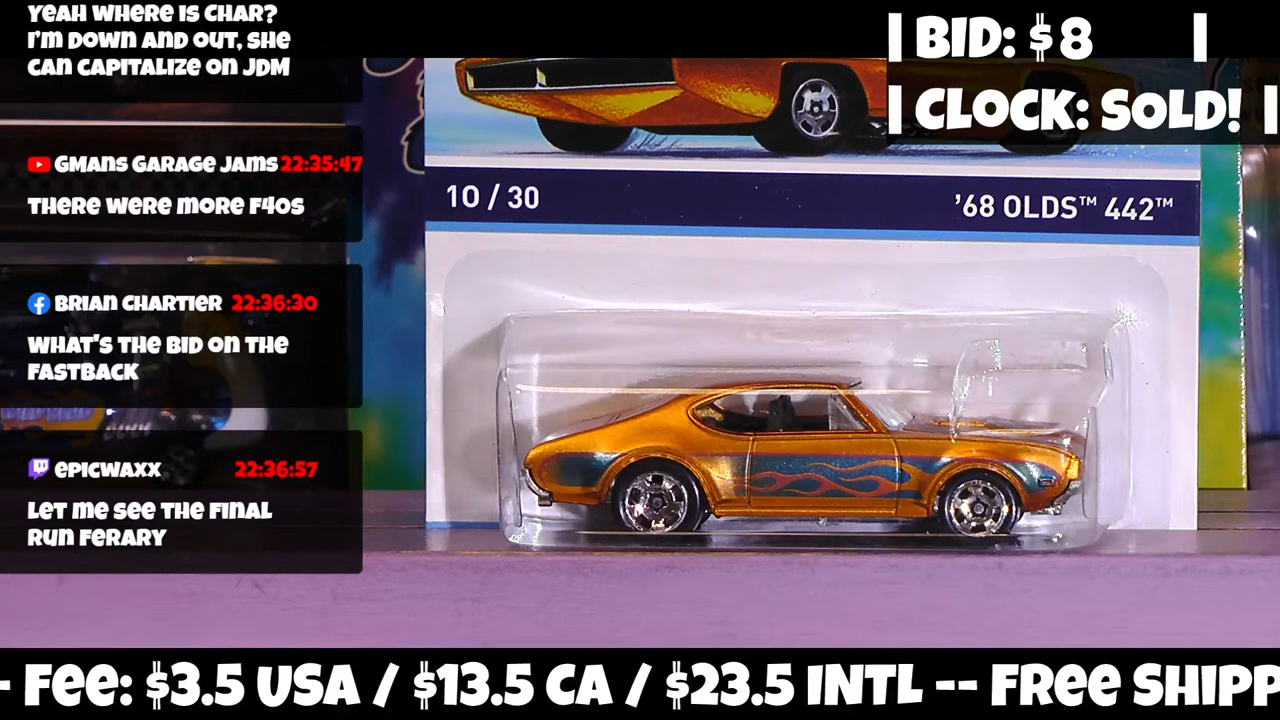 YEAH WHERE IS CHAR?
I'M DOWN AND OUT, SHE
CAN CAPITALIZE ON JDM
GMANS GARAGE JAMS 22:35:47
THERE WERE MORE F40S
BRIAN CHARTIER 22:36:30
WHAT'S THE BID ON THE
FASTBACK
EPICWAXX 22:36:57
LET ME SEE THE FINAL
RUN FERARY
| BID: $8 |
| CLOCK: SOLD! |
10 / 30
'68 OLDS™ 442™
- Fee: $3.5 USA / $13.5 CA / $23.5 INTL -- FREE SHIPP